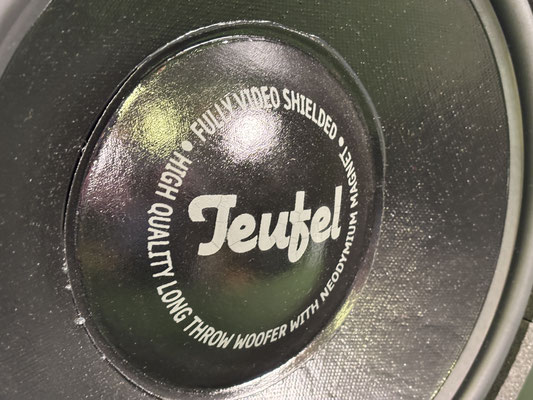 • FULLY VIDEO SHIELDED •
HIGH QUALITY LONG THROW WOOFER WITH NEODYMIUM MAGNET
Teufel